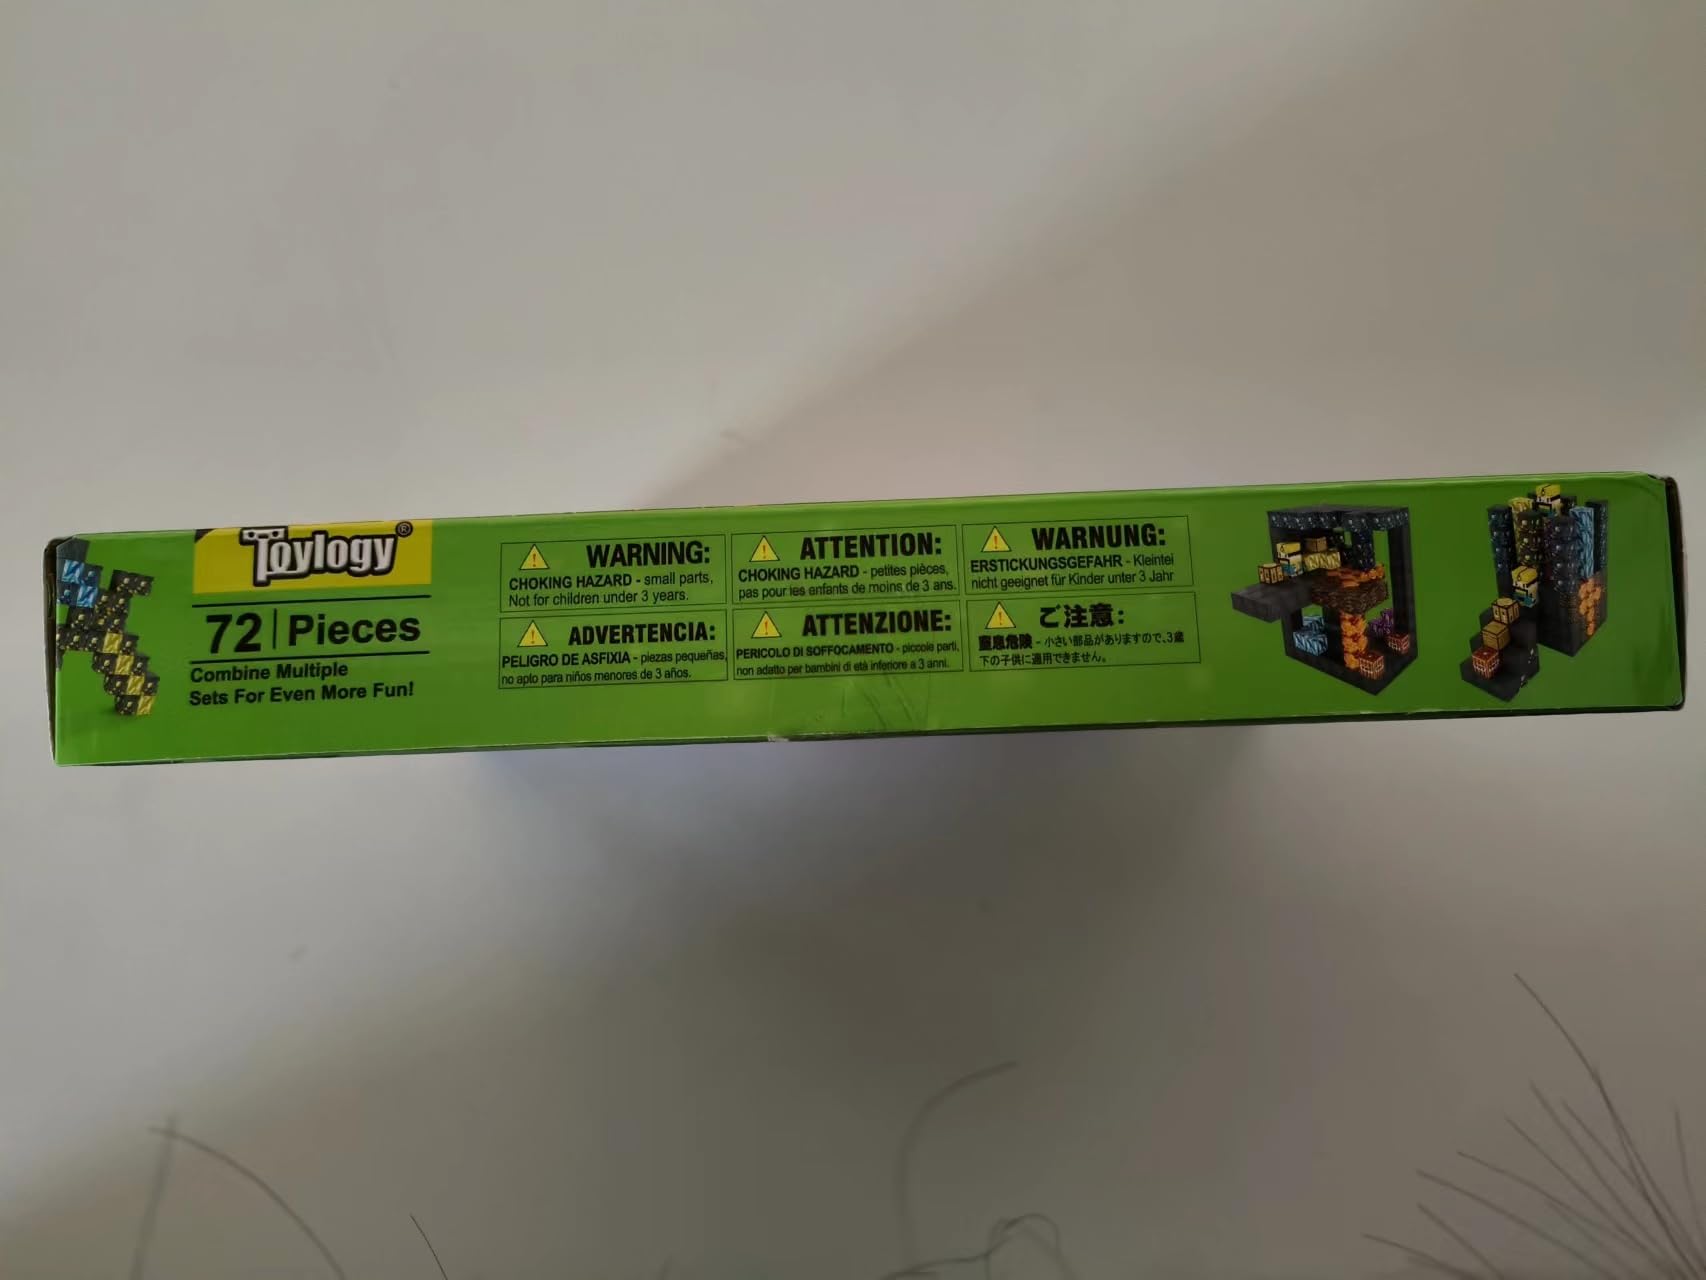 Toylogy®
72 | Pieces
Combine Multiple
Sets For Even More Fun!
WARNING:
CHOKING HAZARD - small parts,
Not for children under 3 years.
ATTENTION:
CHOKING HAZARD - petites pièces,
pas pour les enfants de moins de 3 ans.
WARNUNG:
ERSTICKUNGSGEFAHR - Kleintei
nicht geeignet für Kinder unter 3 Jahr
ADVERTENCIA:
PELIGRO DE ASFIXIA - piezas pequeñas,
no apto para niños menores de 3 años.
ATTENZIONE:
PERICOLO DI SOFFOCAMENTO - piccole parti,
non adatto per bambini di età inferiore a 3 anni.
ご注意:
窒息危険 - 小さい部品がありますので、3歳
下の子供に適用できません。